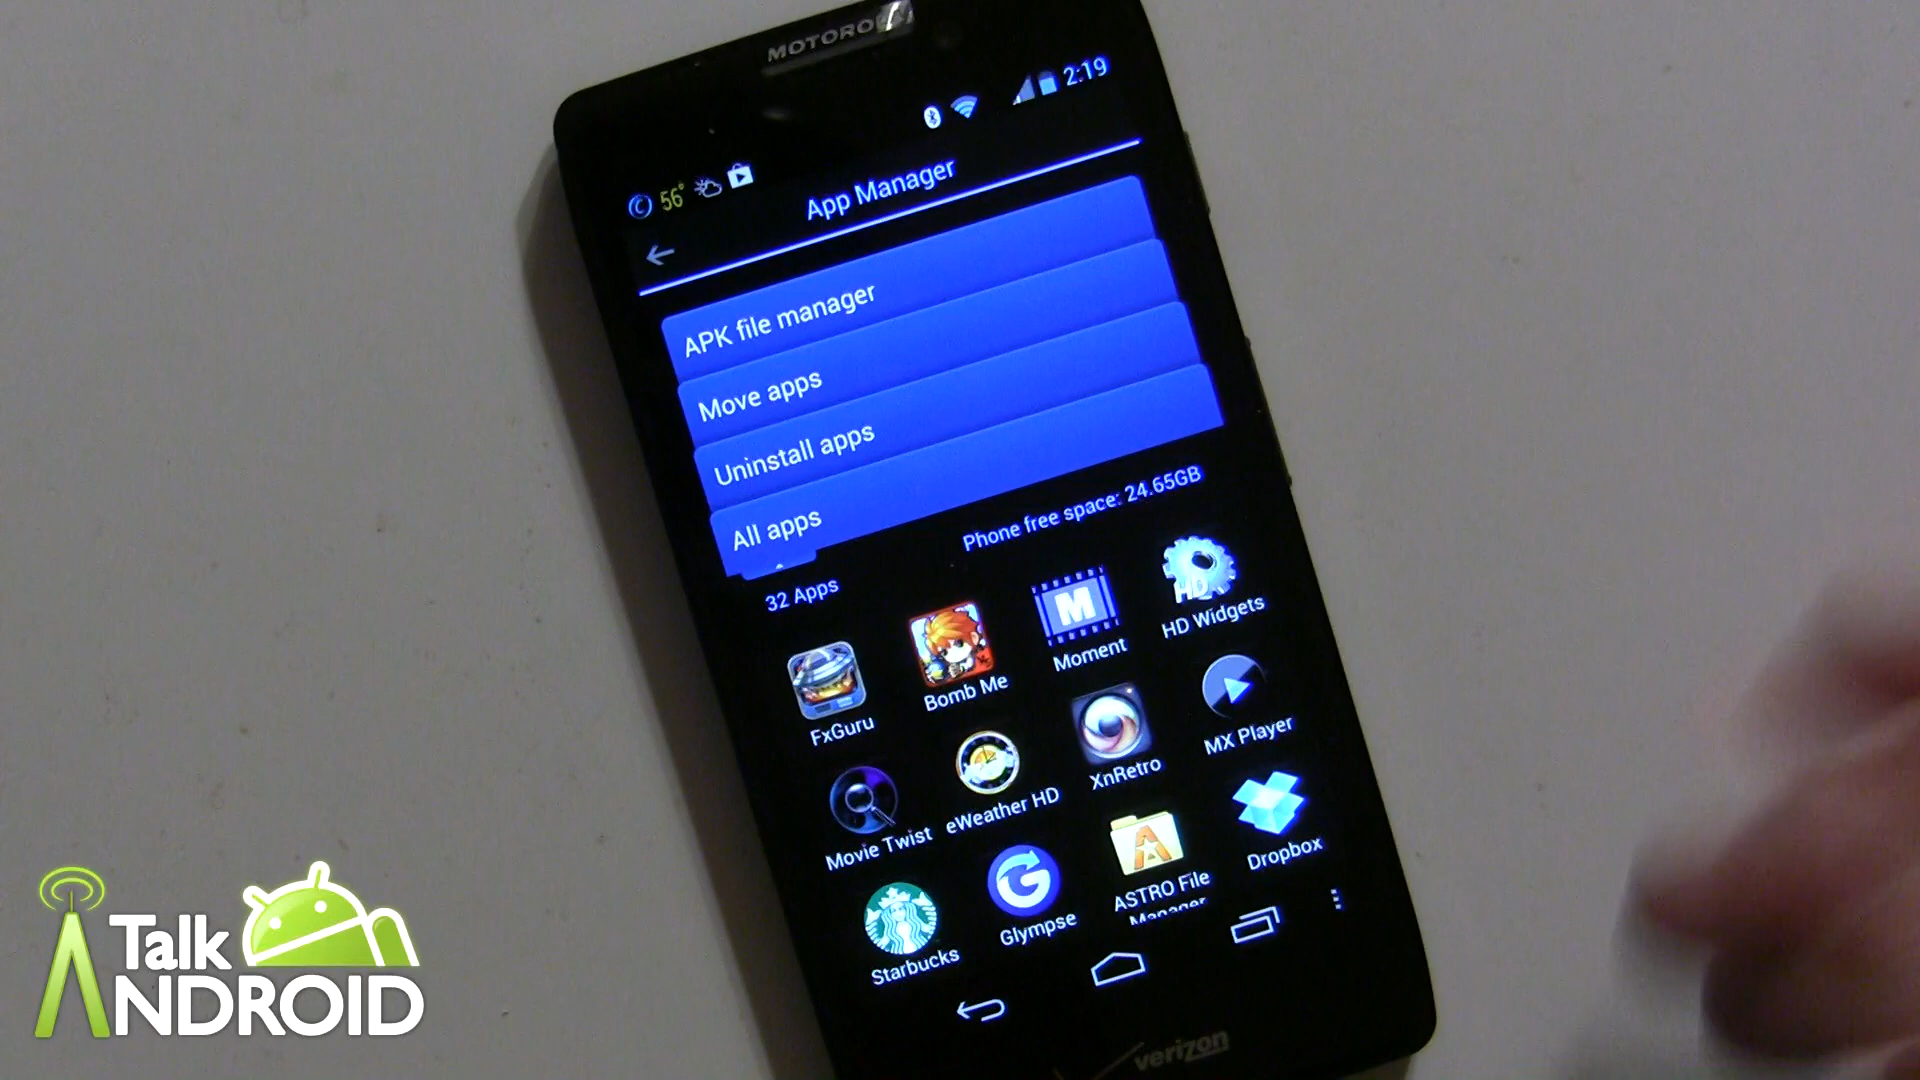 MOTOROLA
2:19
56°
App Manager
APK file manager
Move apps
Uninstall apps
All apps
Phone free space: 24.65GB
32 Apps
FxGuru
Bomb Me
Moment
HD
HD Widgets
Movie Twist
eWeather HD
XnRetro
MX Player
Starbucks
Glympse
ASTRO File
Manager
Dropbox
verizon
Talk
ANDROID